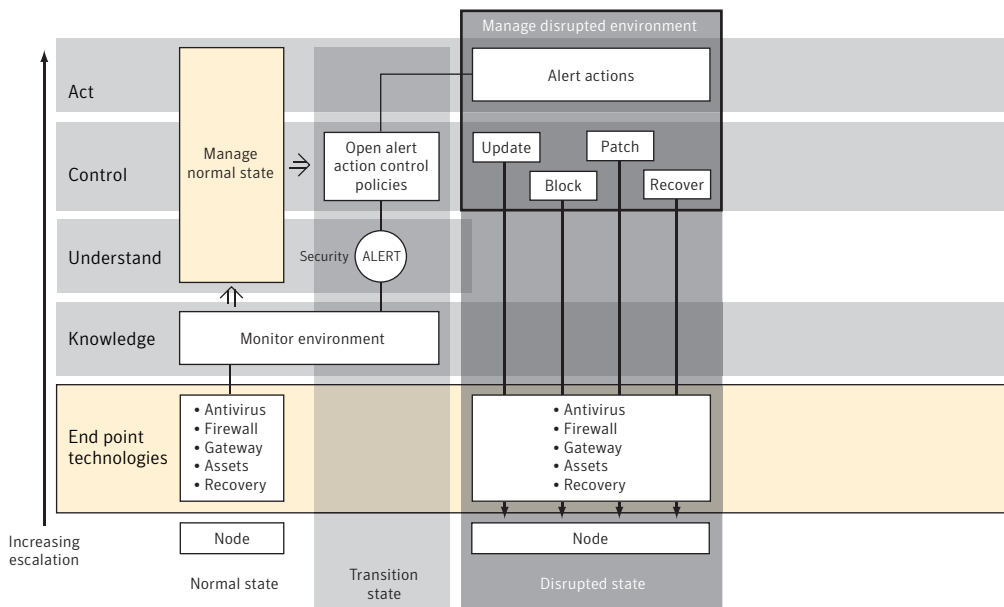 Manage disrupted environment
Act
Alert actions
Control
Manage
normal state
Open alert
action control
policies
Update
Patch
Block
Recover
Understand
Security
ALERT
Knowledge
Monitor environment
End point
technologies
• Antivirus
• Firewall
• Gateway
• Assets
• Recovery
• Antivirus
• Firewall
• Gateway
• Assets
• Recovery
Increasing
escalation
Node
Node
Normal state
Transition
state
Disrupted state